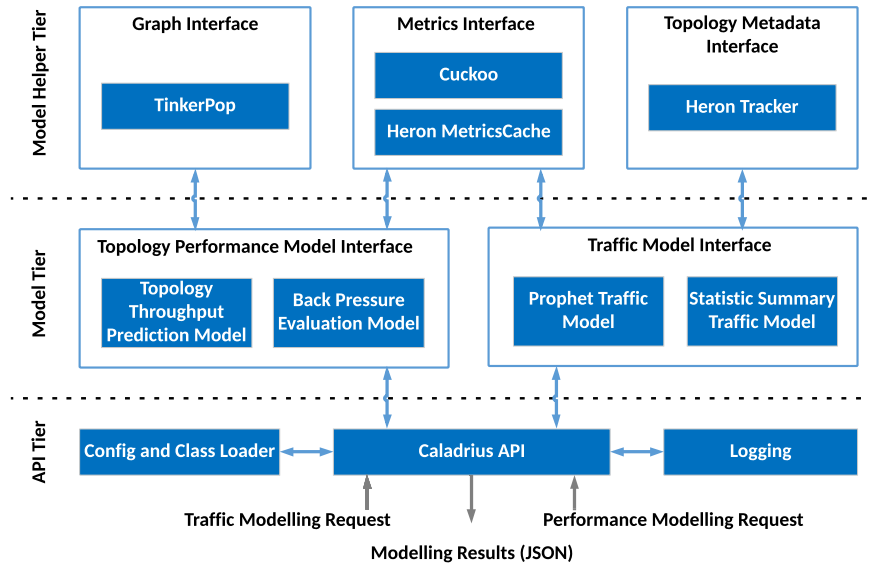 Model Helper Tier
Graph Interface
TinkerPop
Metrics Interface
Cuckoo
Heron MetricsCache
Topology Metadata
Interface
Heron Tracker
Model Tier
Topology Performance Model Interface
Topology
Throughput
Prediction Model
Back Pressure
Evaluation Model
Traffic Model Interface
Prophet Traffic
Model
Statistic Summary
Traffic Model
API Tier
Config and Class Loader
Caladrius API
Logging
Traffic Modelling Request
Performance Modelling Request
Modelling Results (JSON)